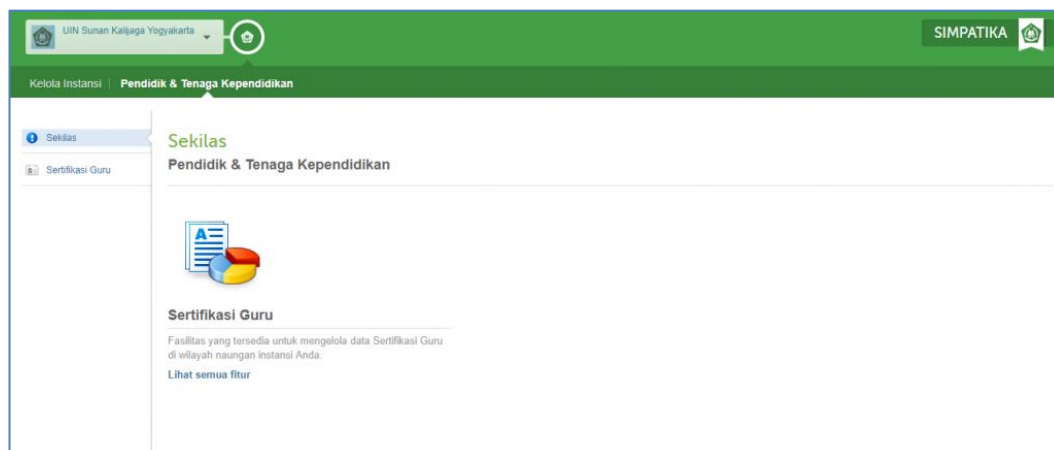 UIN Sunan Kalijaga Yogyakarta
SIMPATIKA
Kelola Instansi | Pendidik & Tenaga Kependidikan
Sekilas
Sertifikasi Guru
Sekilas
Pendidik & Tenaga Kependidikan
Sertifikasi Guru
Fasilitas yang tersedia untuk mengelola data Sertifikasi Guru
di wilayah naungan instansi Anda.
Lihat semua fitur